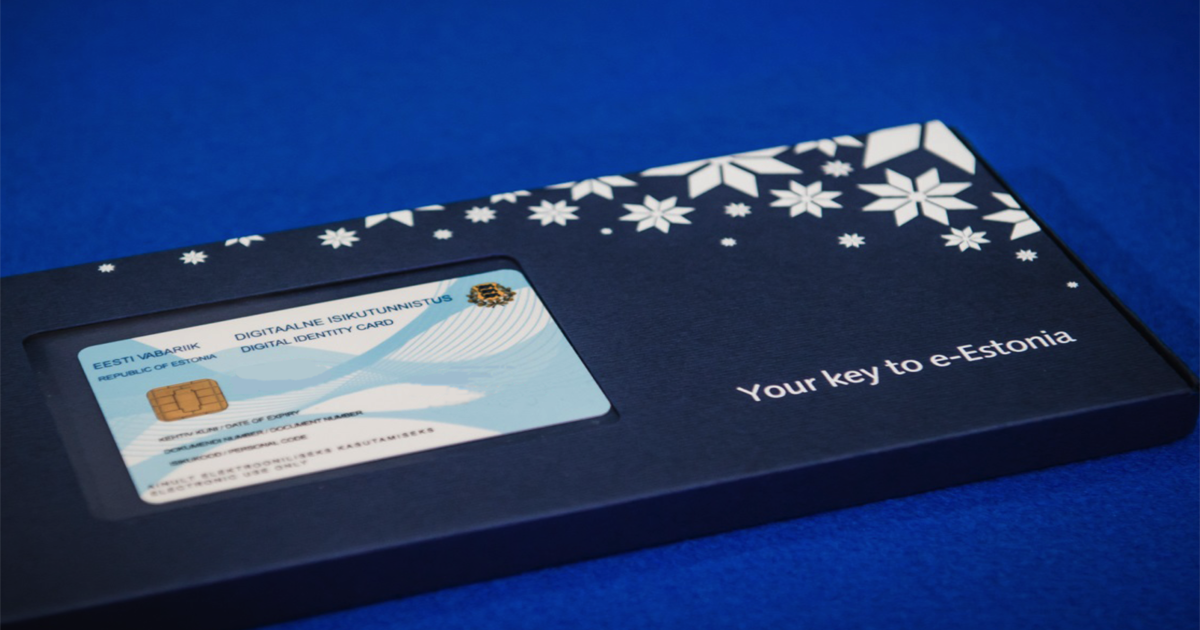 EESTI VABARIIK
REPUBLIC OF ESTONIA
DIGITAALNE ISIKUTUNNISTUS
DIGITAL IDENTITY CARD
KEHTIV KUNI / DATE OF EXPIRY
DOKUMENDI NUMBER / DOCUMENT NUMBER
ISIKUKOOD / PERSONAL CODE
AINULT ELEKTROONILISEKS KASUTAMISEKS
ELECTRONIC USE ONLY
Your key to e-Estonia